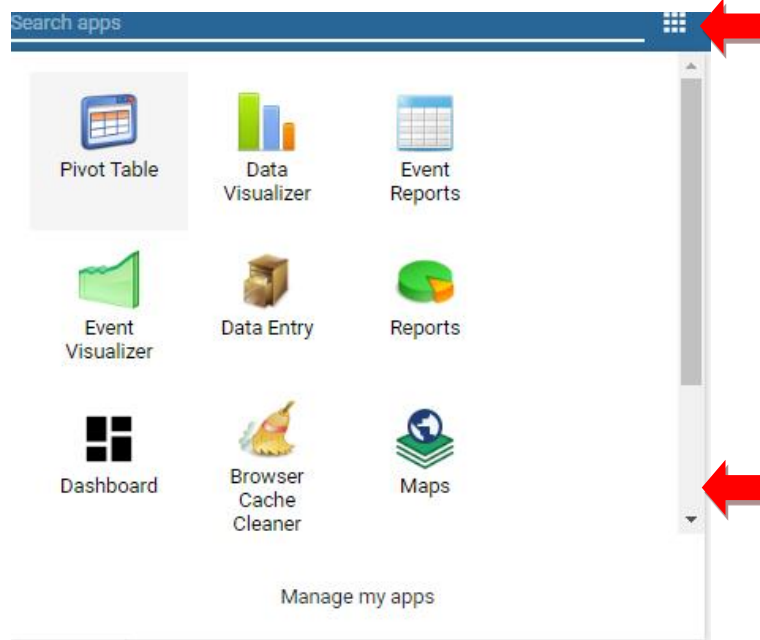 Search apps
Pivot Table
Data
Visualizer
Event
Reports
Event
Visualizer
Data Entry
Reports
Dashboard
Browser
Cache
Cleaner
Maps
Manage my apps